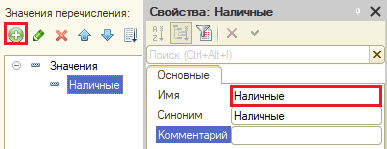 Значения перечисления:
Значения
Наличные
Свойства: Наличные
Поиск (Ctrl+Alt+I)
Основные
Имя Наличные
Синоним Наличные
Комментарий